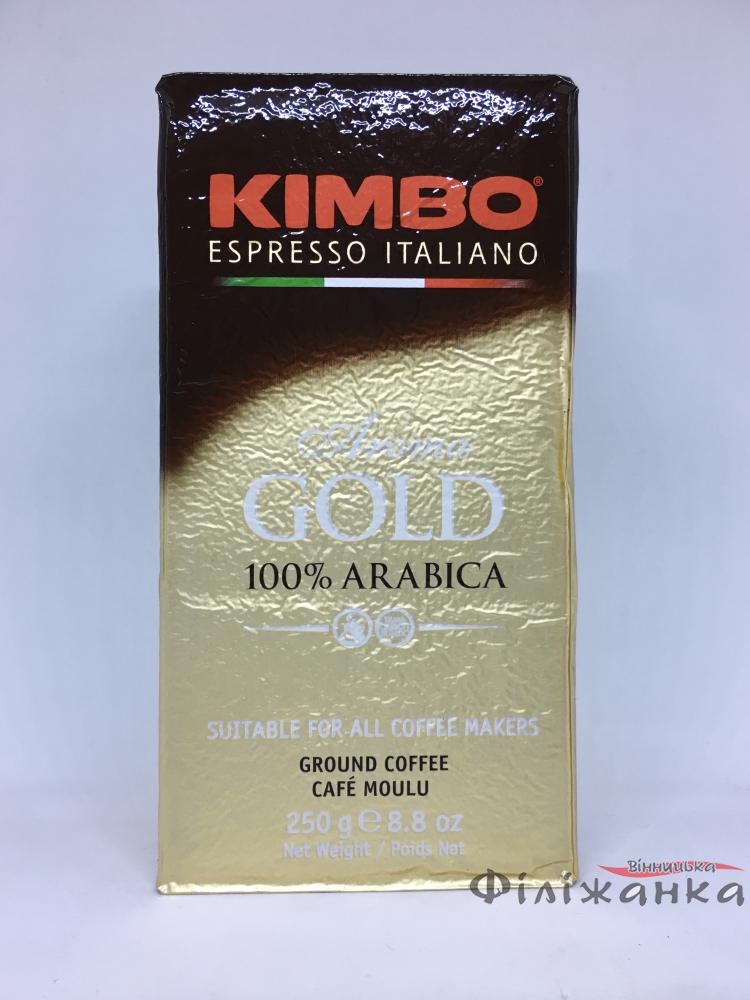 KIMBO®
ESPRESSO ITALIANO
Aroma
GOLD
100% ARABICA
SUITABLE FOR ALL COFFEE MAKERS
GROUND COFFEE
CAFÉ MOULU
250 g e 8.8 oz
Net Weight / Poids Net
Вінницька
Філіжанка